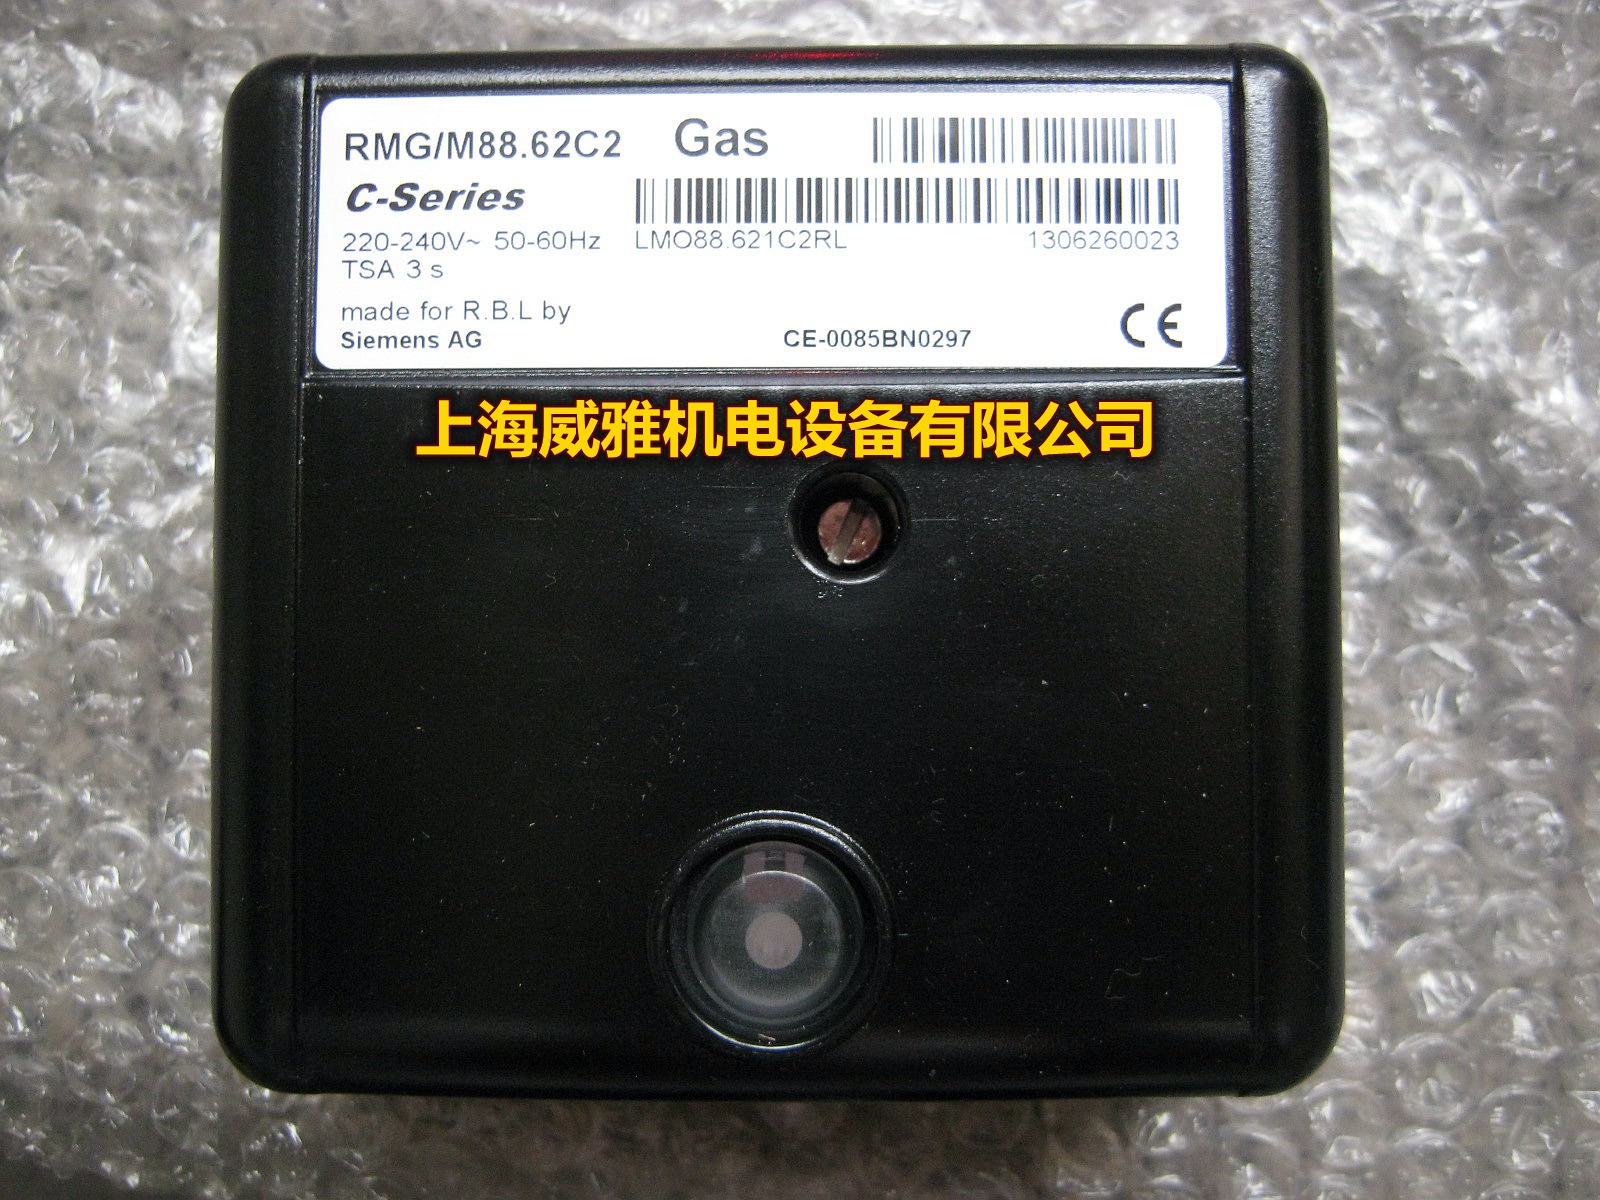 RMG/M88.62C2 Gas
C-Series
220-240V~ 50-60Hz LMO88.621C2RL 1306260023
TSA 3 s
made for R.B.L by
Siemens AG CE-0085BN0297 CE
上海威雅机电设备有限公司